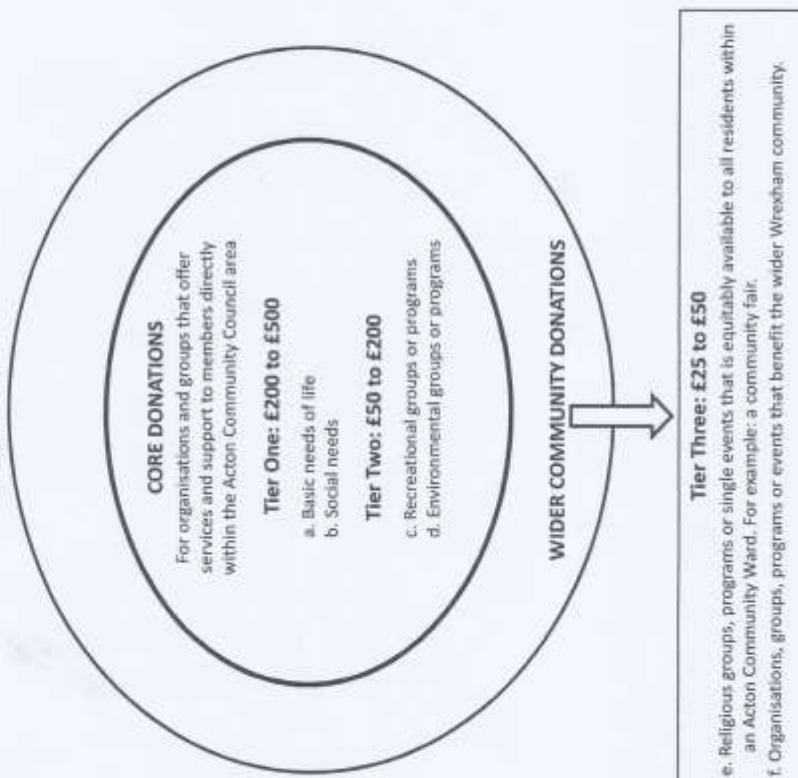 CORE DONATIONS
For organisations and groups that offer
services and support to members directly
within the Acton Community Council area
Tier One: £200 to £500
a. Basic needs of life
b. Social needs
Tier Two: £50 to £200
c. Recreational groups or programs
d. Environmental groups or programs
WIDER COMMUNITY DONATIONS
Tier Three: £25 to £50
e. Religious groups, programs or single events that is equitably available to all residents within
an Acton Community Ward. For example: a community fair.
f. Organisations, groups, programs or events that benefit the wider Wrexham community.